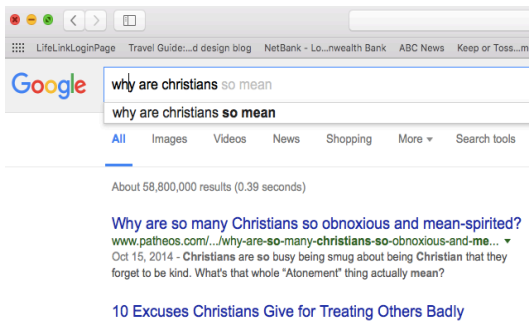 LifeLinkLoginPage Travel Guide:...d design blog NetBank - Lo...nwealth Bank ABC News Keep or Toss...m
Google
why are christians so mean
why are christians so mean
All Images Videos News Shopping More Search tools
About 58,800,000 results (0.39 seconds)
Why are so many Christians so obnoxious and mean-spirited?
www.patheos.com/.../why-are-so-many-christians-so-obnoxious-and-me...
Oct 15, 2014 - Christians are so busy being smug about being Christian that they
forget to be kind. What's that whole "Atonement" thing actually mean?
10 Excuses Christians Give for Treating Others Badly